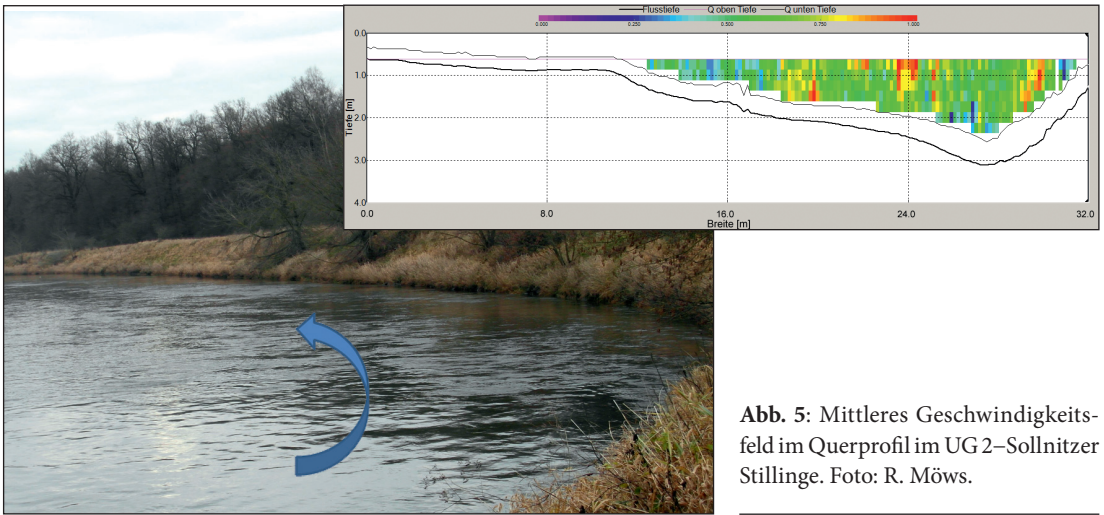 Flusstiefe Q oben Tiefe Q unten Tiefe
0.000 0.250 0.500 0.750 1.000
0.0
1.0
2.0
3.0
4.0
Tiefe [m]
0.0 8.0 16.0 24.0 32.0
Breite [m]
Abb. 5: Mittleres Geschwindigkeits-
feld im Querprofil im UG 2–Sollnitzer
Stillinge. Foto: R. Möws.